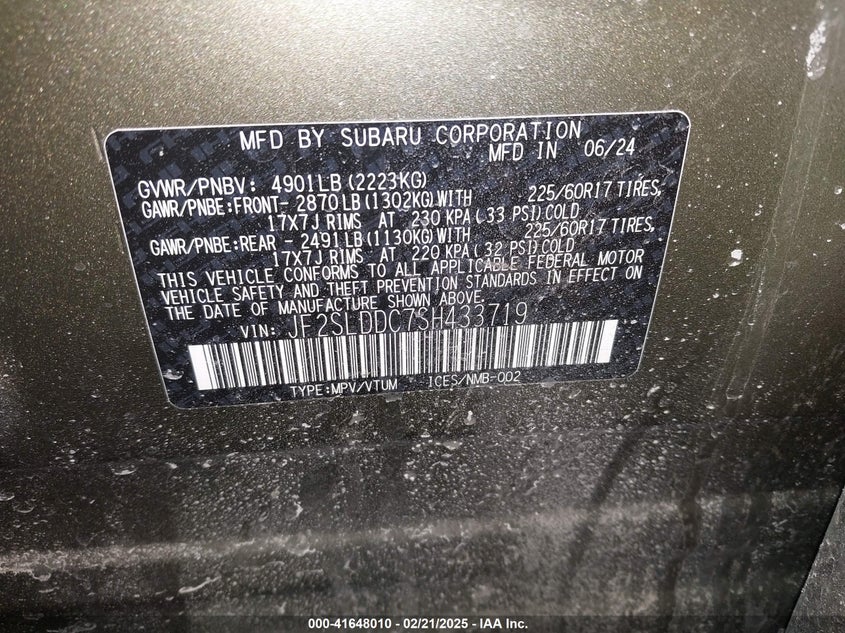 MFD BY SUBARU CORPORATION
MFD IN 06/24
GVWR/PNBV: 4901LB(2223KG)
GAWR/PNBE:FRONT- 2870LB(1302KG)WITH 225/60R17TIRES,
17X7J RIMS AT 230 KPA(33 PSI)COLD
GAWR/PNBE:REAR - 2491LB(1130KG)WITH 225/60R17TIRES,
17X7J RIMS AT 220 KPA(32 PSI)COLD
THIS VEHICLE CONFORMS TO ALL APPLICABLE FEDERAL MOTOR
VEHICLE SAFETY AND THEFT PREVENTION STANDARDS IN EFFECT ON
THE DATE OF MANUFACTURE SHOWN ABOVE.
VIN: JF2SLDDC7SH433719
TYPE:MPV/VTUM ICES/NMB-002
000-41648010 - 02/21/2025 - IAA Inc.